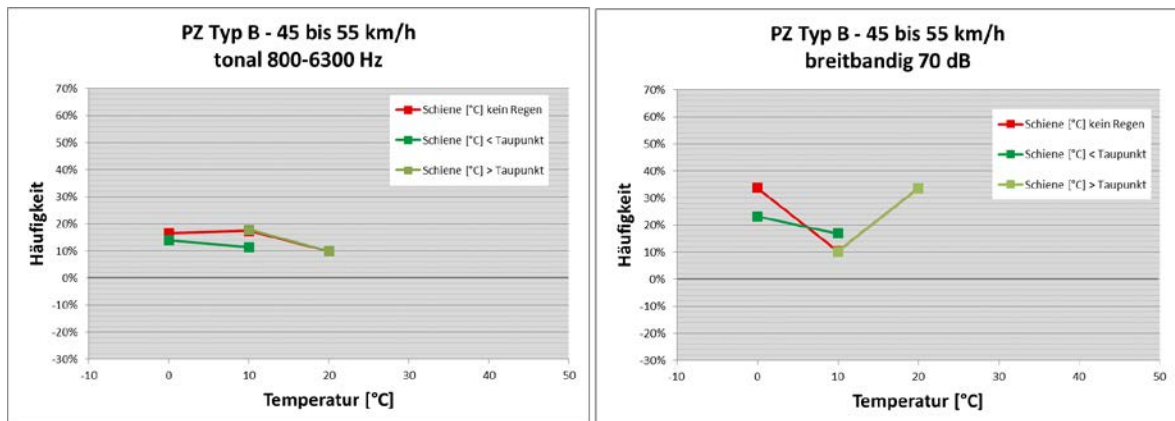 PZ Typ B - 45 bis 55 km/h
tonal 800-6300 Hz
70%
60%
50%
40%
30%
20%
10%
0%
-10%
-20%
-30%
Häufigkeit
Schiene [°C] kein Regen
Schiene [°C] < Taupunkt
Schiene [°C] > Taupunkt
-10 0 10 20 30 40 50
Temperatur [°C]
PZ Typ B - 45 bis 55 km/h
breitbandig 70 dB
70%
60%
50%
40%
30%
20%
10%
0%
-10%
-20%
-30%
Häufigkeit
Schiene [°C] kein Regen
Schiene [°C] < Taupunkt
Schiene [°C] > Taupunkt
-10 0 10 20 30 40 50
Temperatur [°C]